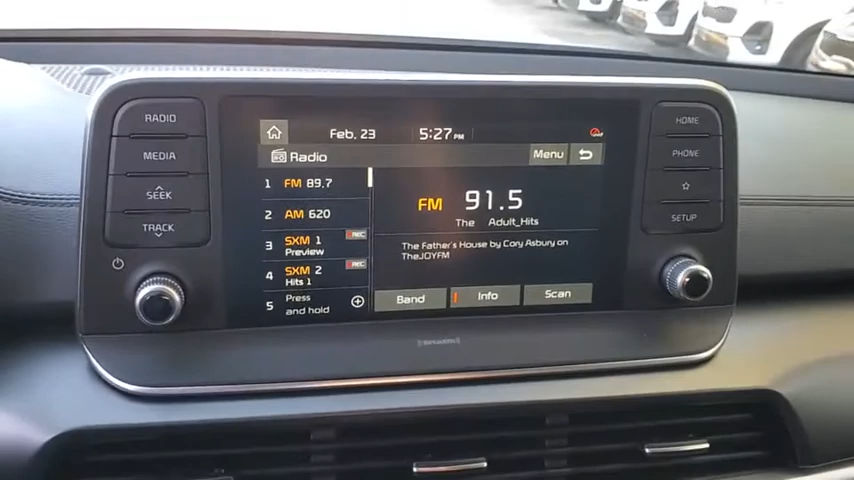 RADIO
MEDIA
SEEK
TRACK
Feb. 23 5:27 PM
Radio
Menu
1 FM 89.7
2 AM 620
3 SXM 1 REC
Preview
4 SXM 2 REC
Hits 1
5 Press
and hold
FM 91.5
The Adult_Hits
The Father's House by Cory Asbury on
TheJOYFM
Band
Info
Scan
HOME
PHONE
SETUP
SiriusXM